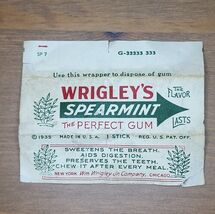 SP 7 G-33333 333
Use this wrapper to dispose of gum
WRIGLEY'S
THE FLAVOR
SPEARMINT
THE PERFECT GUM
LASTS
©1935 MADE IN U.S.A. 1 STICK REG. U.S. PAT. OFF.
SWEETENS THE BREATH.
AIDS DIGESTION.
PRESERVES THE TEETH.
CHEW IT AFTER EVERY MEAL.
NEW YORK Wm Wrigley Jr. Company. CHICAGO